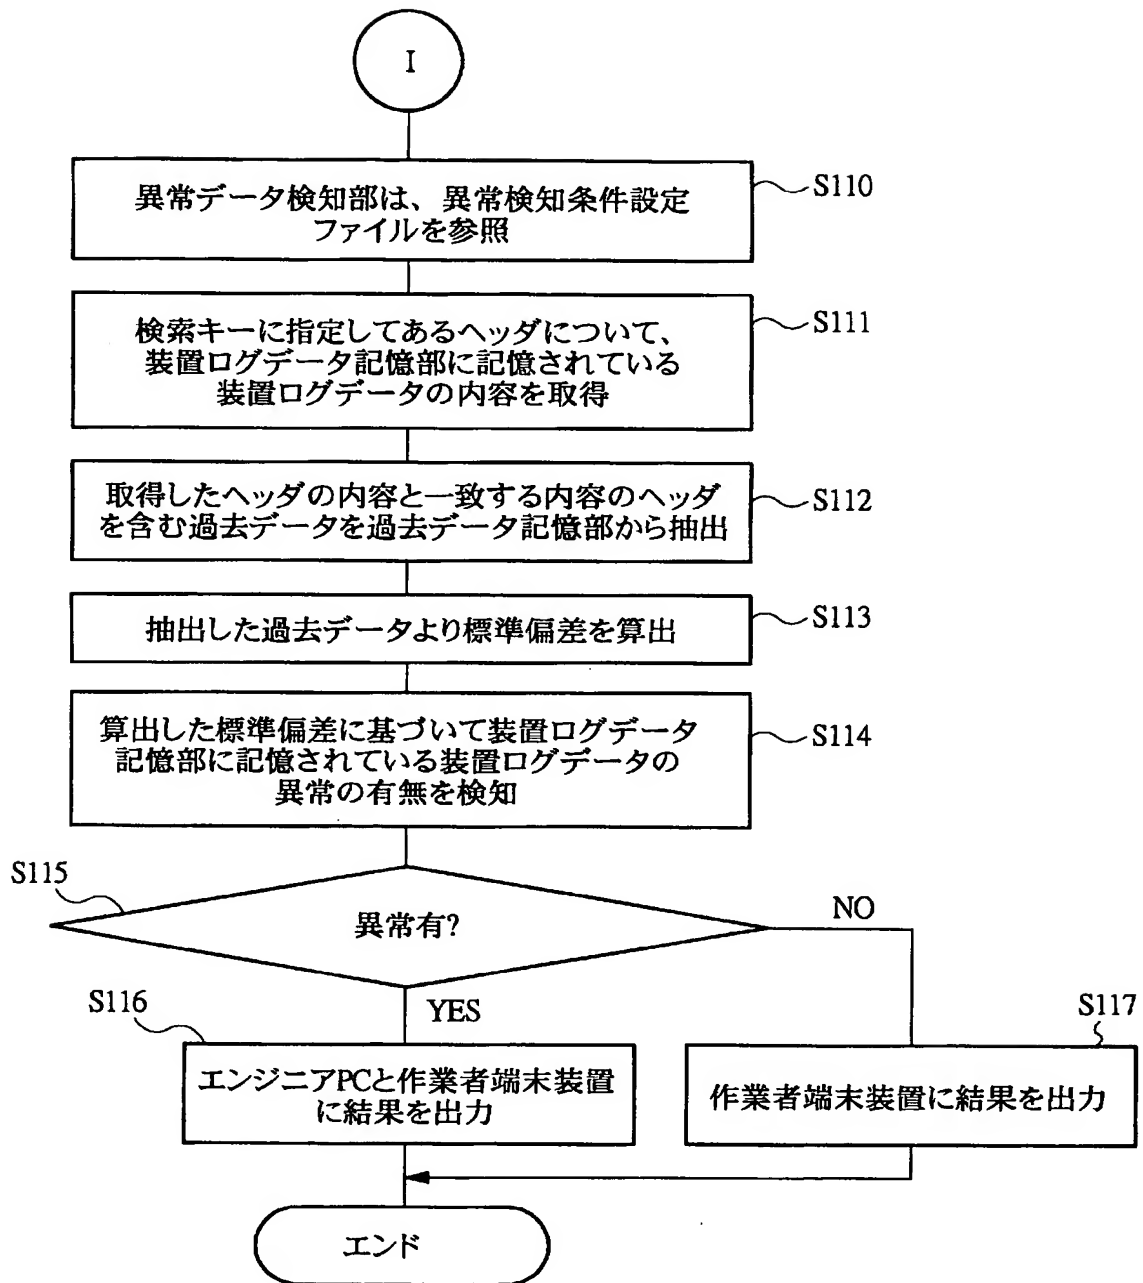 I
異常データ検知部は、異常検知条件設定
ファイルを参照
S110
検索キーに指定してあるヘッダについて、
装置ログデータ記憶部に記憶されている
装置ログデータの内容を取得
S111
取得したヘッダの内容と一致する内容のヘッダ
を含む過去データを過去データ記憶部から抽出
S112
抽出した過去データより標準偏差を算出
S113
算出した標準偏差に基づいて装置ログデータ
記憶部に記憶されている装置ログデータの
異常の有無を検知
S114
S115
異常有?
NO
YES
S116
エンジニアPCと作業者端末装置
に結果を出力
S117
作業者端末装置に結果を出力
エンド